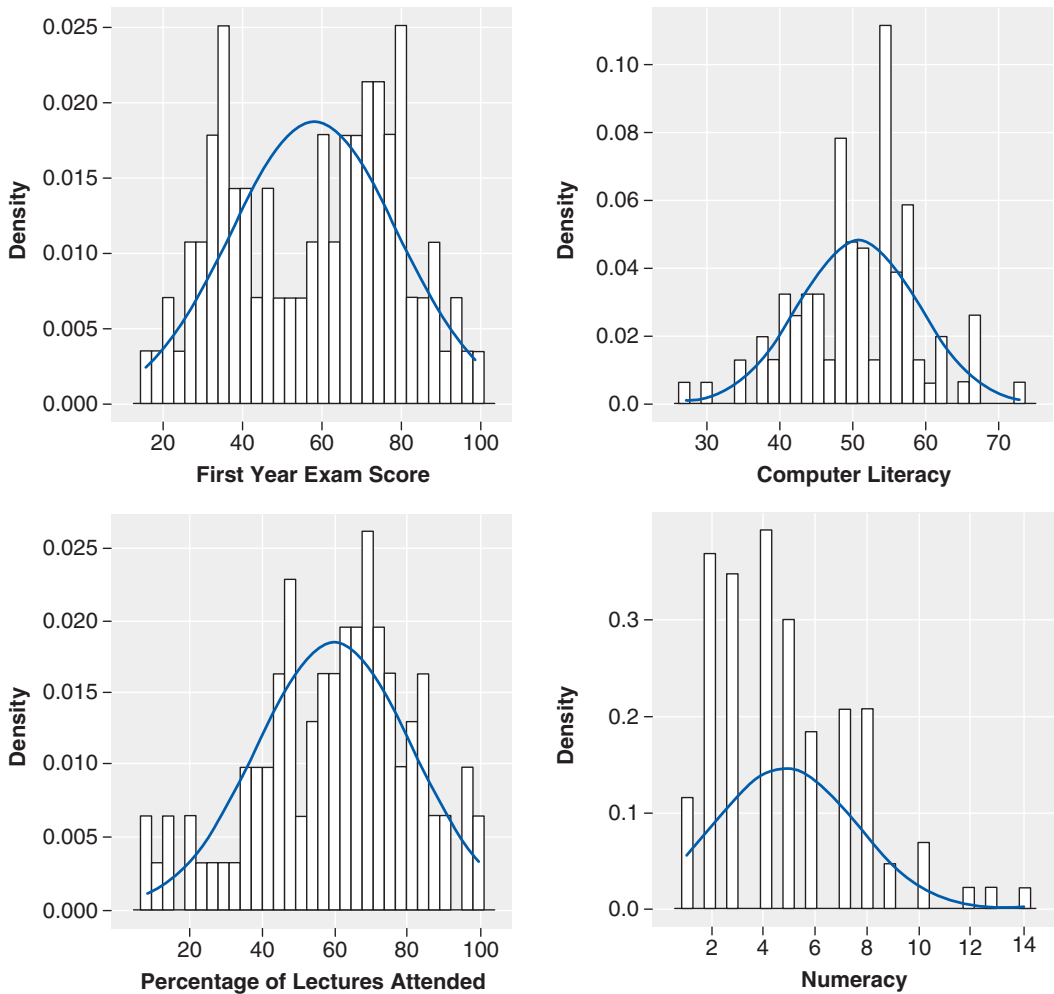 0.025
0.020
0.015
0.010
0.005
0.000
Density
20 40 60 80 100
First Year Exam Score
0.10
0.08
0.06
0.04
0.02
0.0
Density
30 40 50 60 70
Computer Literacy
0.025
0.020
0.015
0.010
0.005
0.000
Density
20 40 60 80 100
Percentage of Lectures Attended
0.3
0.2
0.1
0.0
Density
2 4 6 8 10 12 14
Numeracy